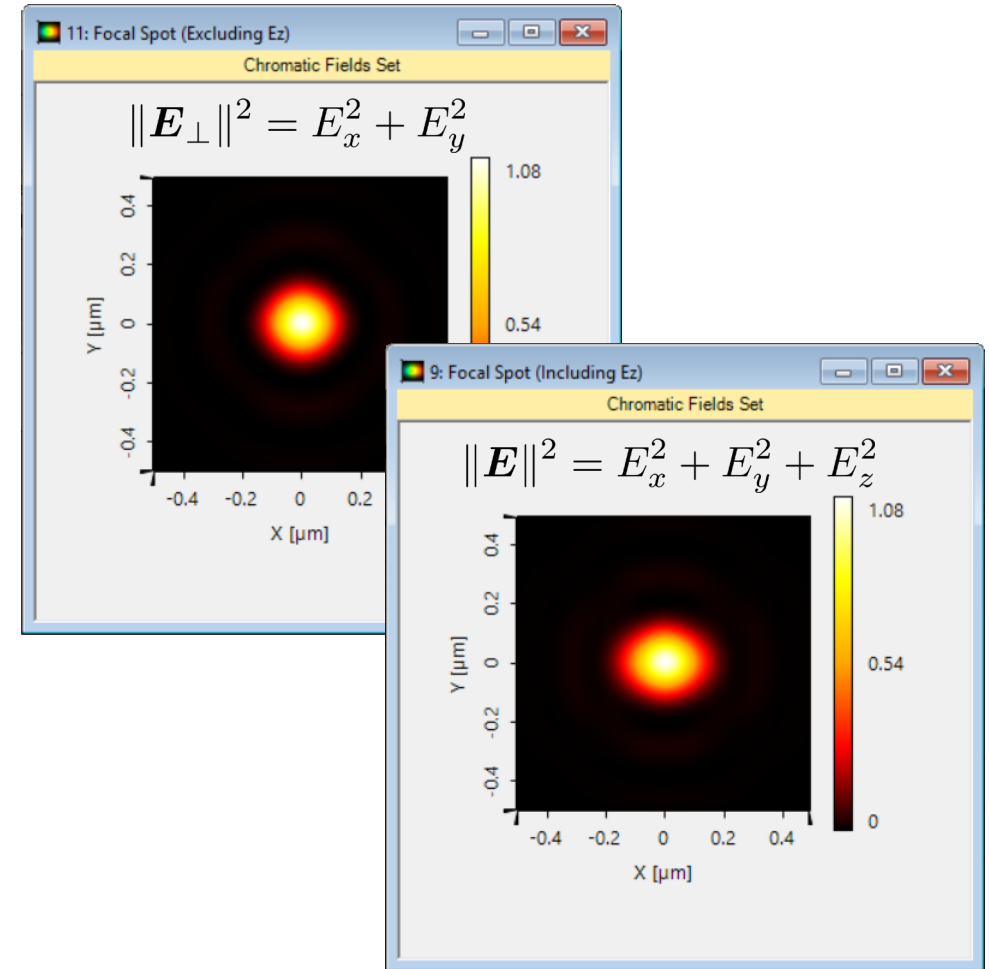 11: Focal Spot (Excluding Ez)
Chromatic Fields Set
‖E⊥‖² = Eₓ² + E_y²
1.08
0.54
0.4
0.2
0
-0.2
-0.4
Y [µm]
-0.4 -0.2 0 0.2
X [µm]
9: Focal Spot (Including Ez)
Chromatic Fields Set
‖E‖² = Eₓ² + E_y² + E_z²
1.08
0.54
0
0.4
0.2
0
-0.2
-0.4
Y [µm]
-0.4 -0.2 0 0.2 0.4
X [µm]